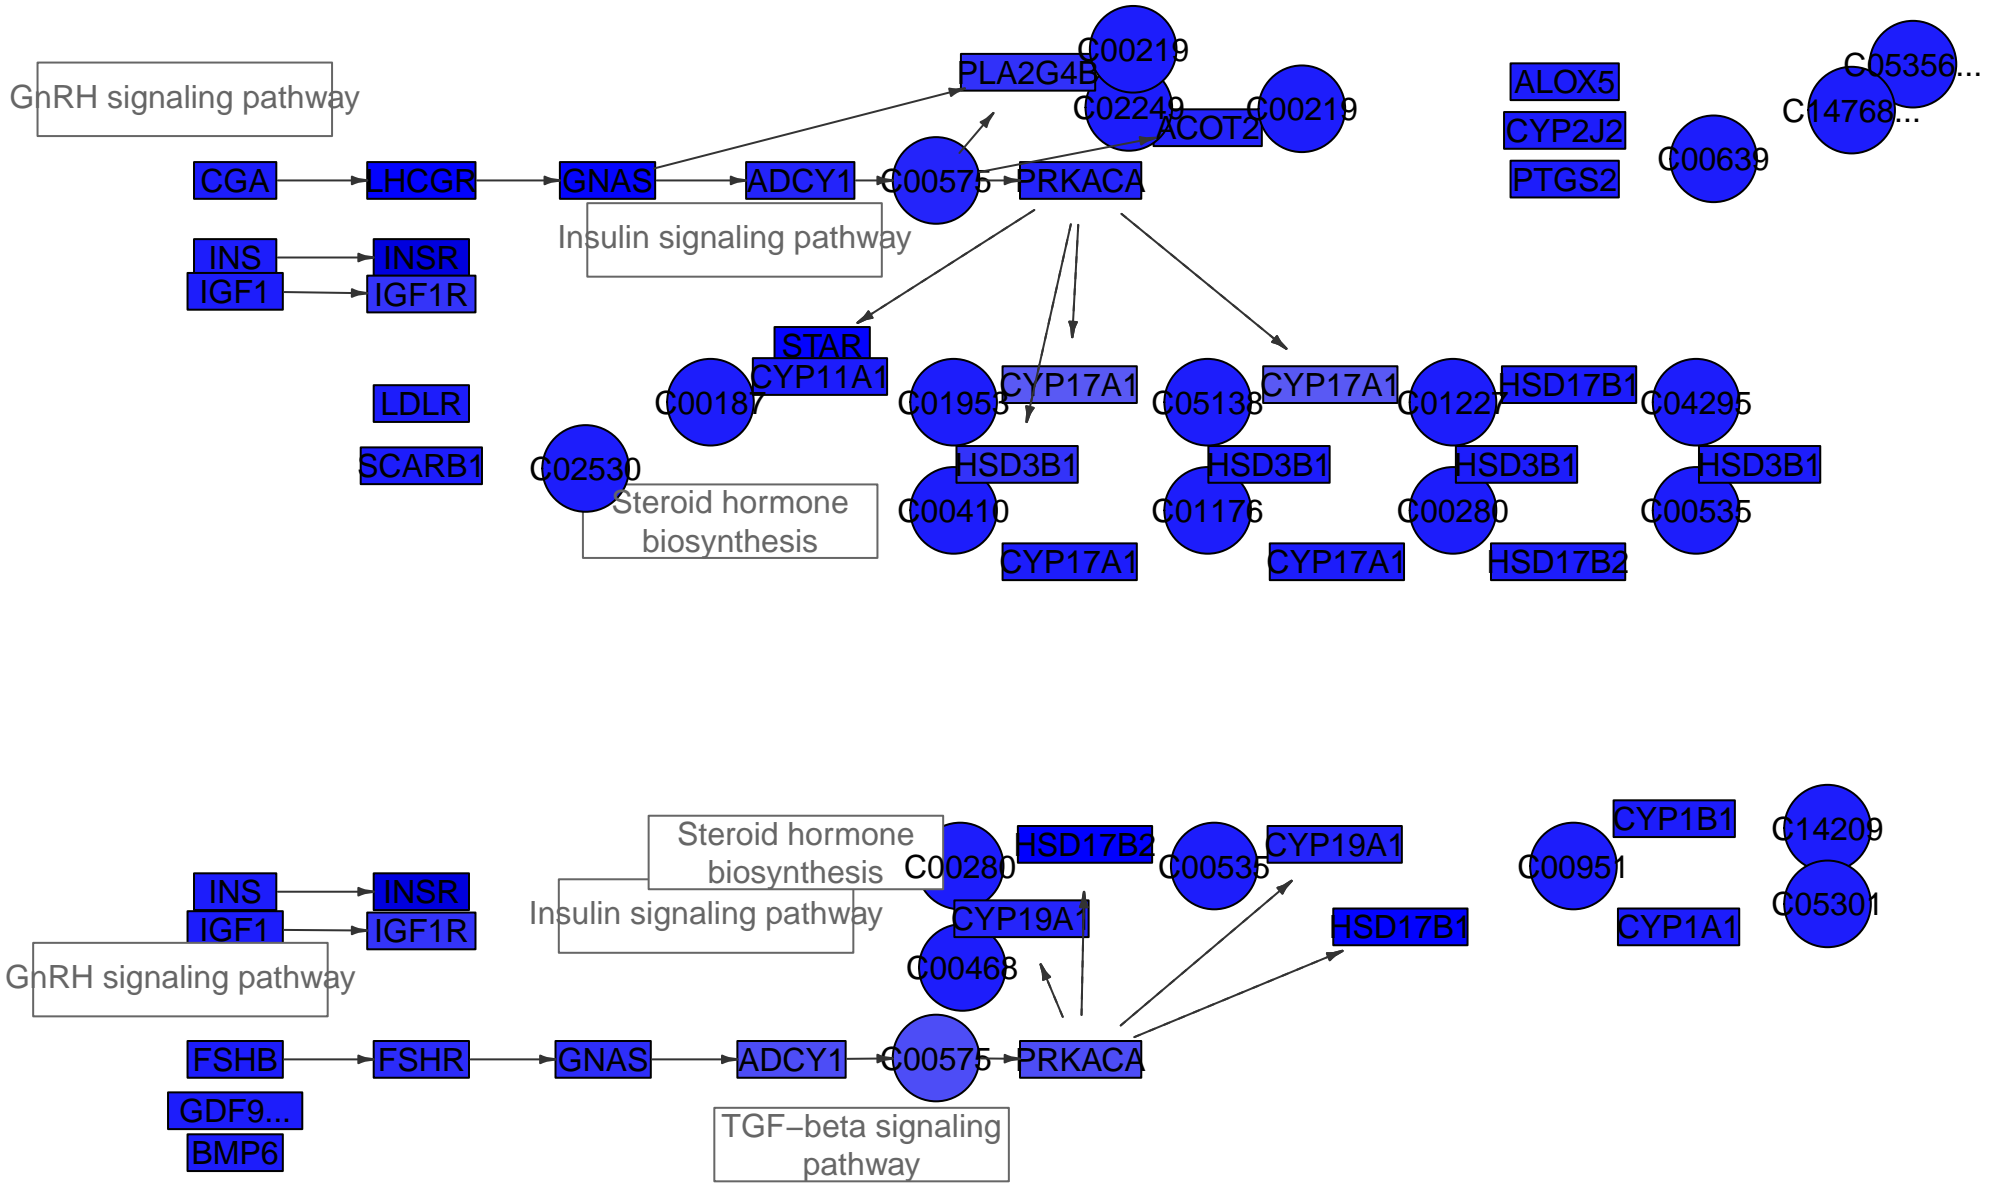 C00219
PLA2G4B
C05356...
ALOX5
GnRH signaling pathway
C02249
C00219
C14768...
ACOT2
CYP2J2
C00639
CGA
LHCGR
GNAS
ADCY1
C00575
PRKACA
PTGS2
Insulin signaling pathway
INS
INSR
IGF1
IGF1R
STAR
CYP11A1
CYP17A1
CYP17A1
HSD17B1
LDLR
C00187
C01953
C05138
C01227
C04295
SCARB1
C02530
HSD3B1
HSD3B1
HSD3B1
HSD3B1
Steroid hormone
biosynthesis
C00410
C01176
C00280
C00535
CYP17A1
CYP17A1
HSD17B2
CYP1B1
Steroid hormone
biosynthesis
C14209
HSD17B2
CYP19A1
C00280
C00535
C00951
INS
INSR
C05301
Insulin signaling pathway
CYP19A1
IGF1
IGF1R
HSD17B1
CYP1A1
GnRH signaling pathway
C00468
FSHB
FSHR
GNAS
ADCY1
C00575
PRKACA
GDF9...
TGF−beta signaling
pathway
BMP6